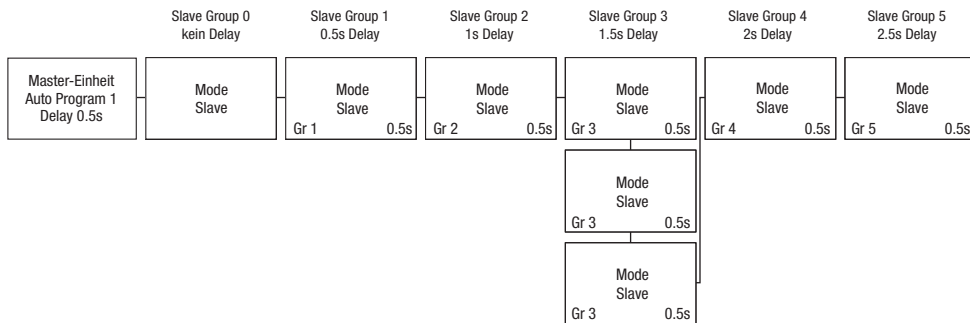 Slave Group 0
kein Delay
Slave Group 1
0.5s Delay
Slave Group 2
1s Delay
Slave Group 3
1.5s Delay
Slave Group 4
2s Delay
Slave Group 5
2.5s Delay
Master-Einheit
Auto Program 1
Delay 0.5s
Mode
Slave
Mode
Slave
Gr 1 0.5s
Mode
Slave
Gr 2 0.5s
Mode
Slave
Gr 3 0.5s
Mode
Slave
Gr 4 0.5s
Mode
Slave
Gr 5 0.5s
Mode
Slave
Gr 3 0.5s
Mode
Slave
Gr 3 0.5s